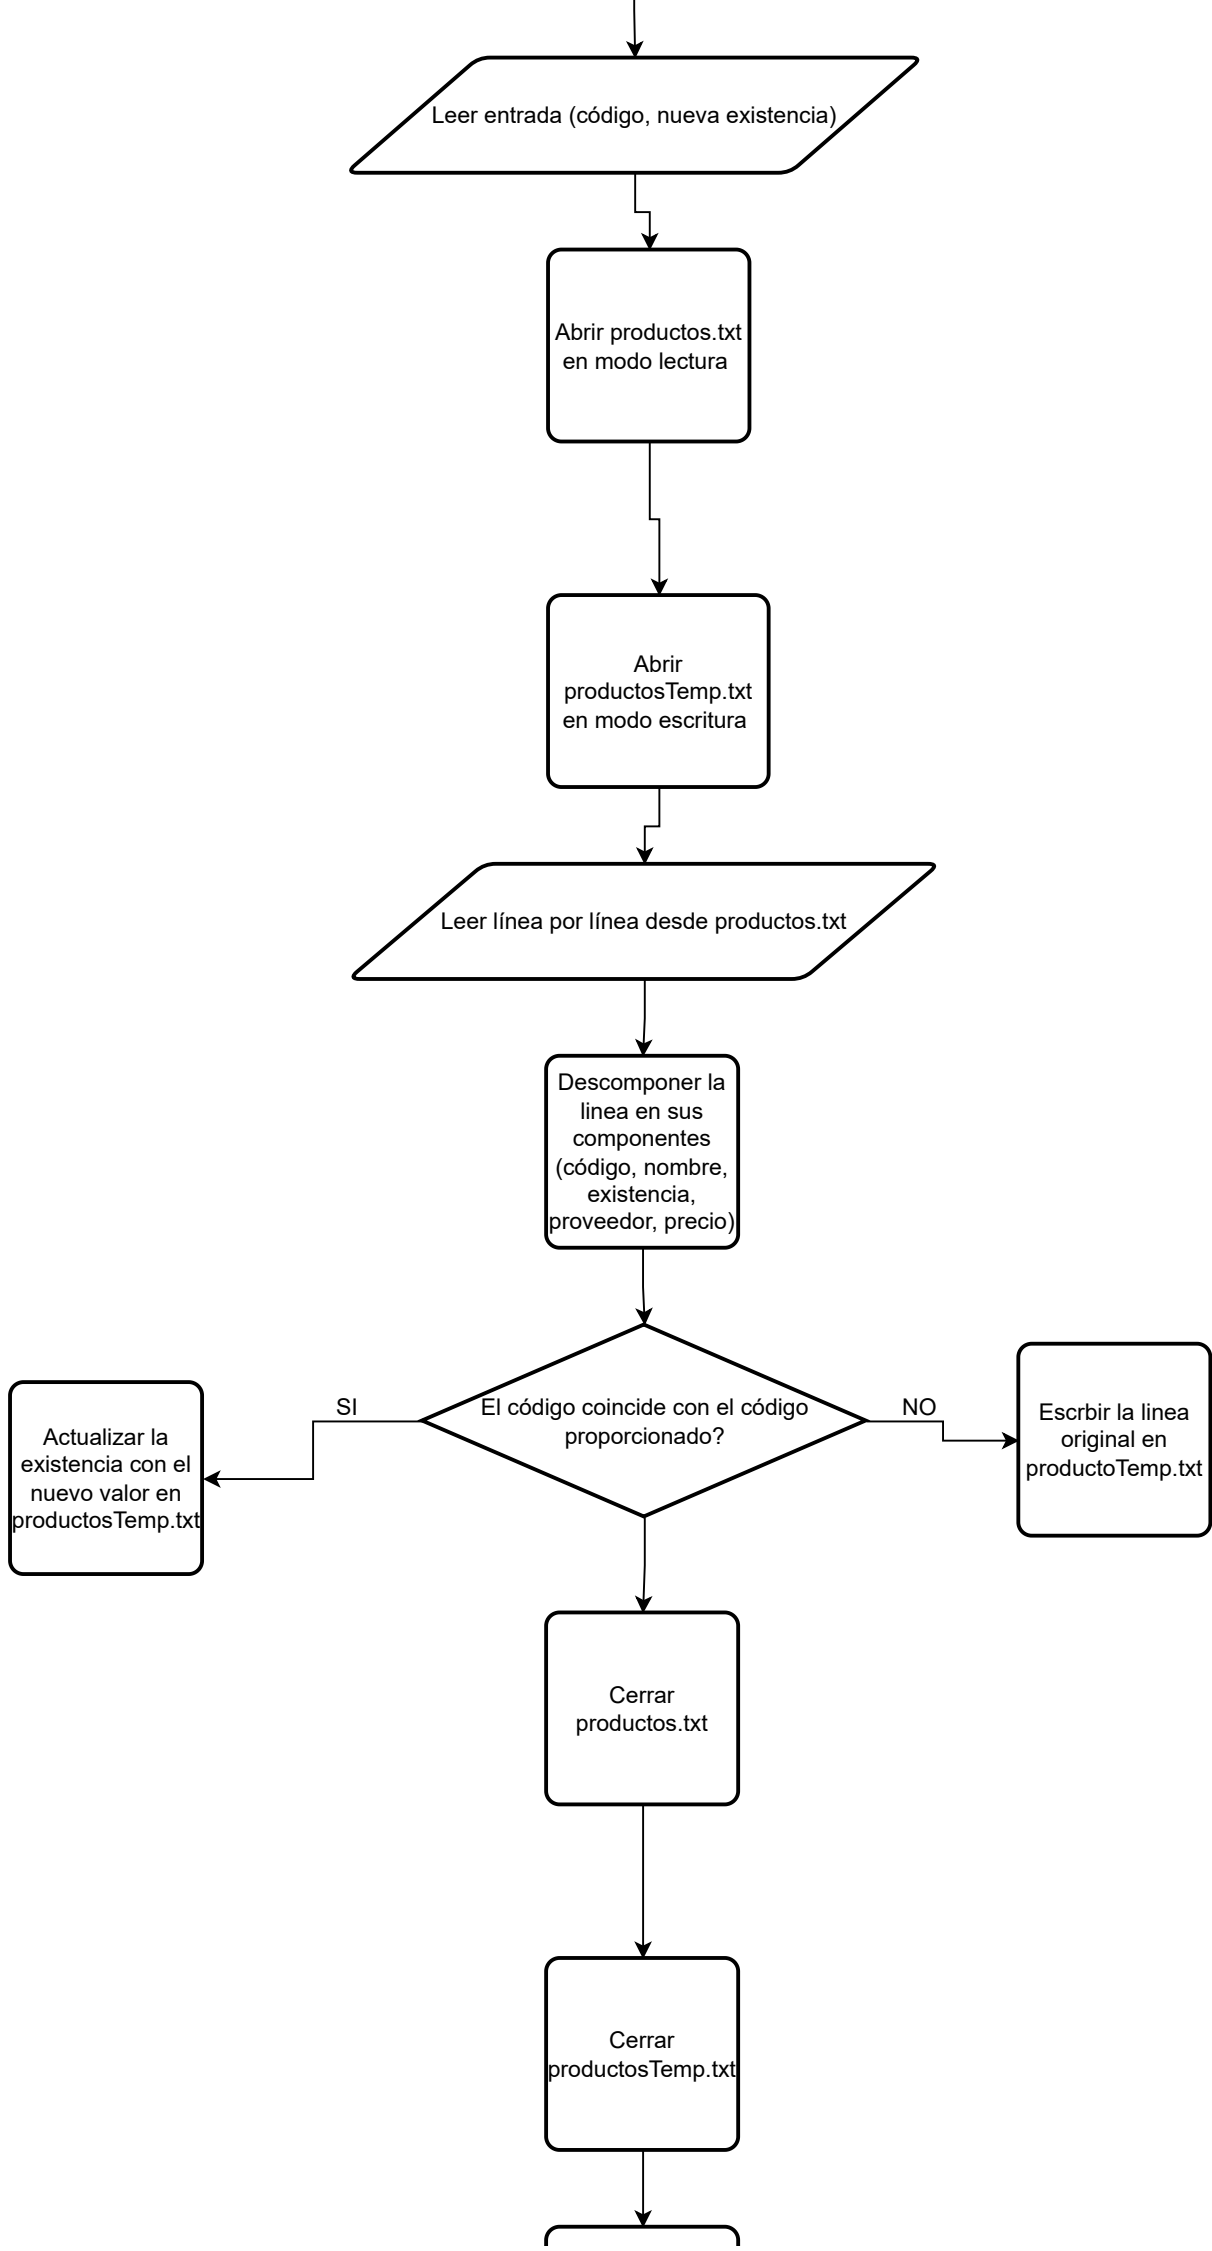 Leer entrada (código, nueva existencia)
Abrir productos.txt
en modo lectura
Abrir
productosTemp.txt
en modo escritura
Leer línea por línea desde productos.txt
Descomponer la
linea en sus
componentes
(código, nombre,
existencia,
proveedor, precio)
El código coincide con el código
proporcionado?
SI
Actualizar la
existencia con el
nuevo valor en
productosTemp.txt
NO
Escrbir la linea
original en
productoTemp.txt
Cerrar
productos.txt
Cerrar
productosTemp.txt